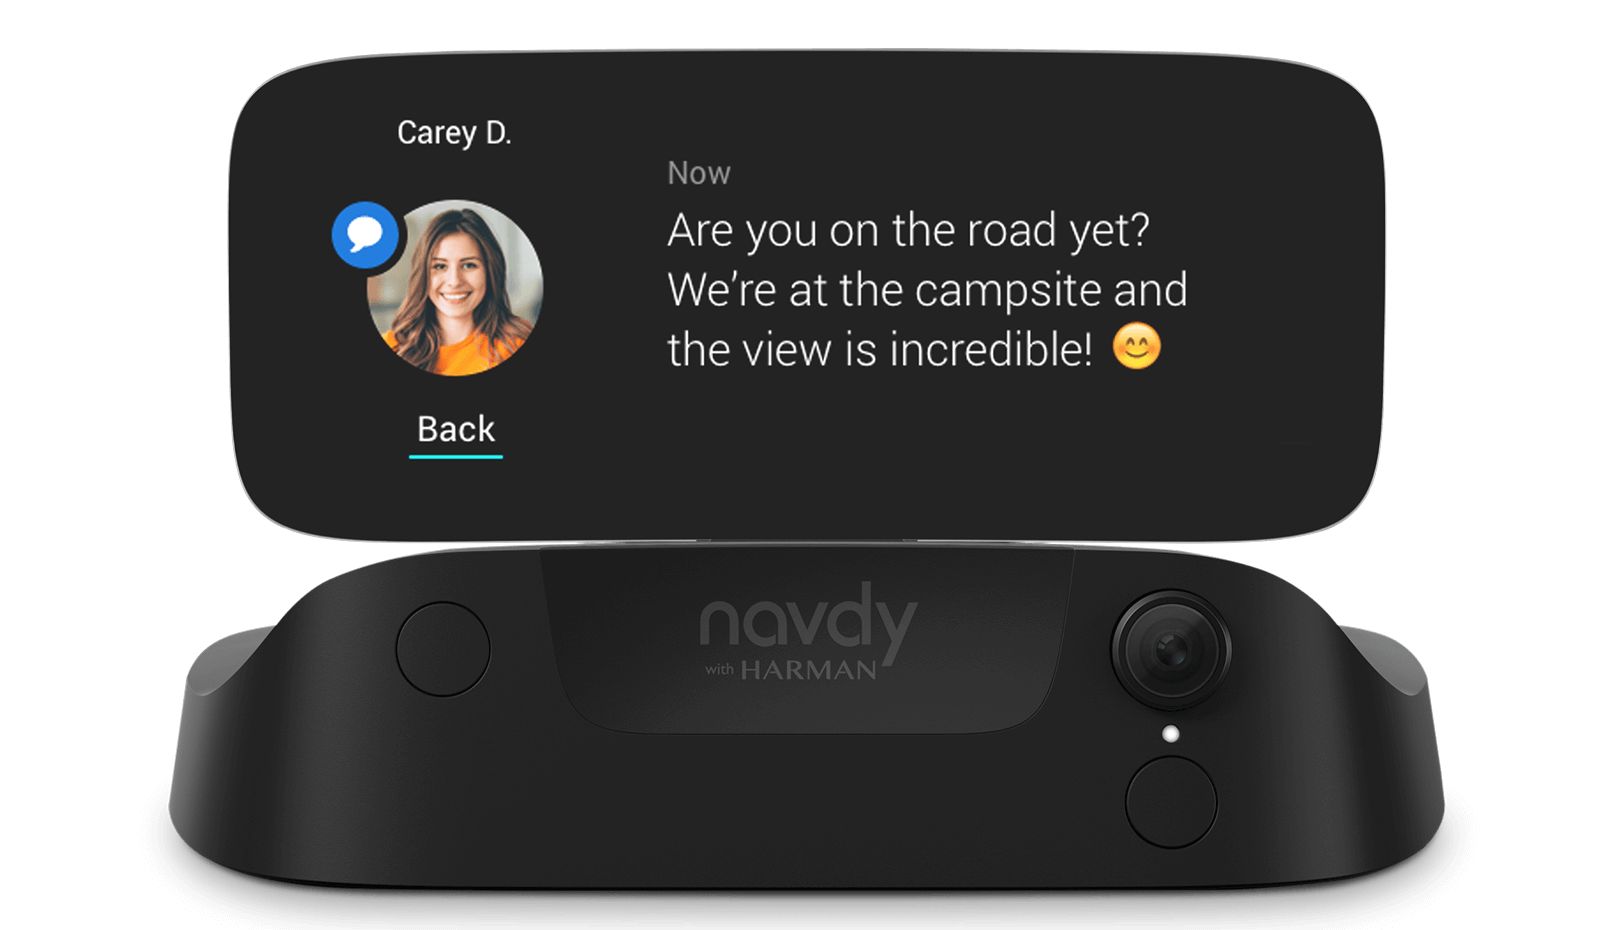 Carey D.
Now
Are you on the road yet?
We're at the campsite and
the view is incredible! 😊
Back
navdy
with HARMAN